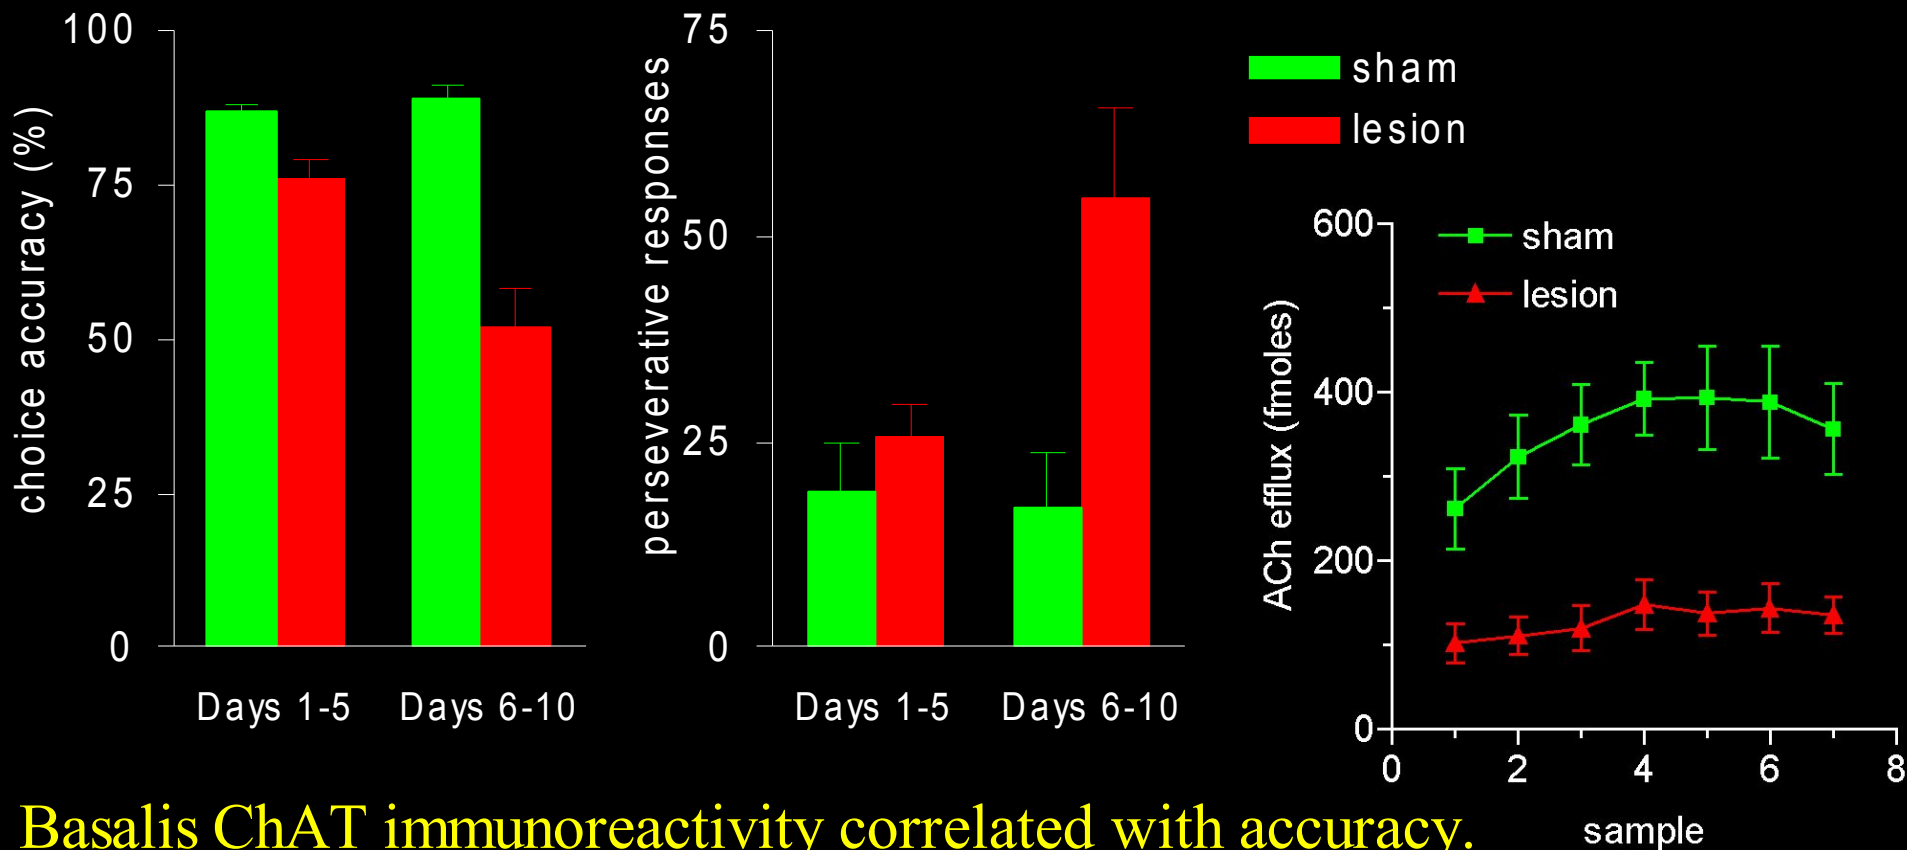 choice accuracy (%)
100
75
50
25
0
Days 1-5
Days 6-10
perseverative responses
75
50
25
0
Days 1-5
Days 6-10
sham
lesion
ACh efflux (fmoles)
600
400
200
0
sham
lesion
0
2
4
6
8
sample
Basalis ChAT immunoreactivity correlated with accuracy.